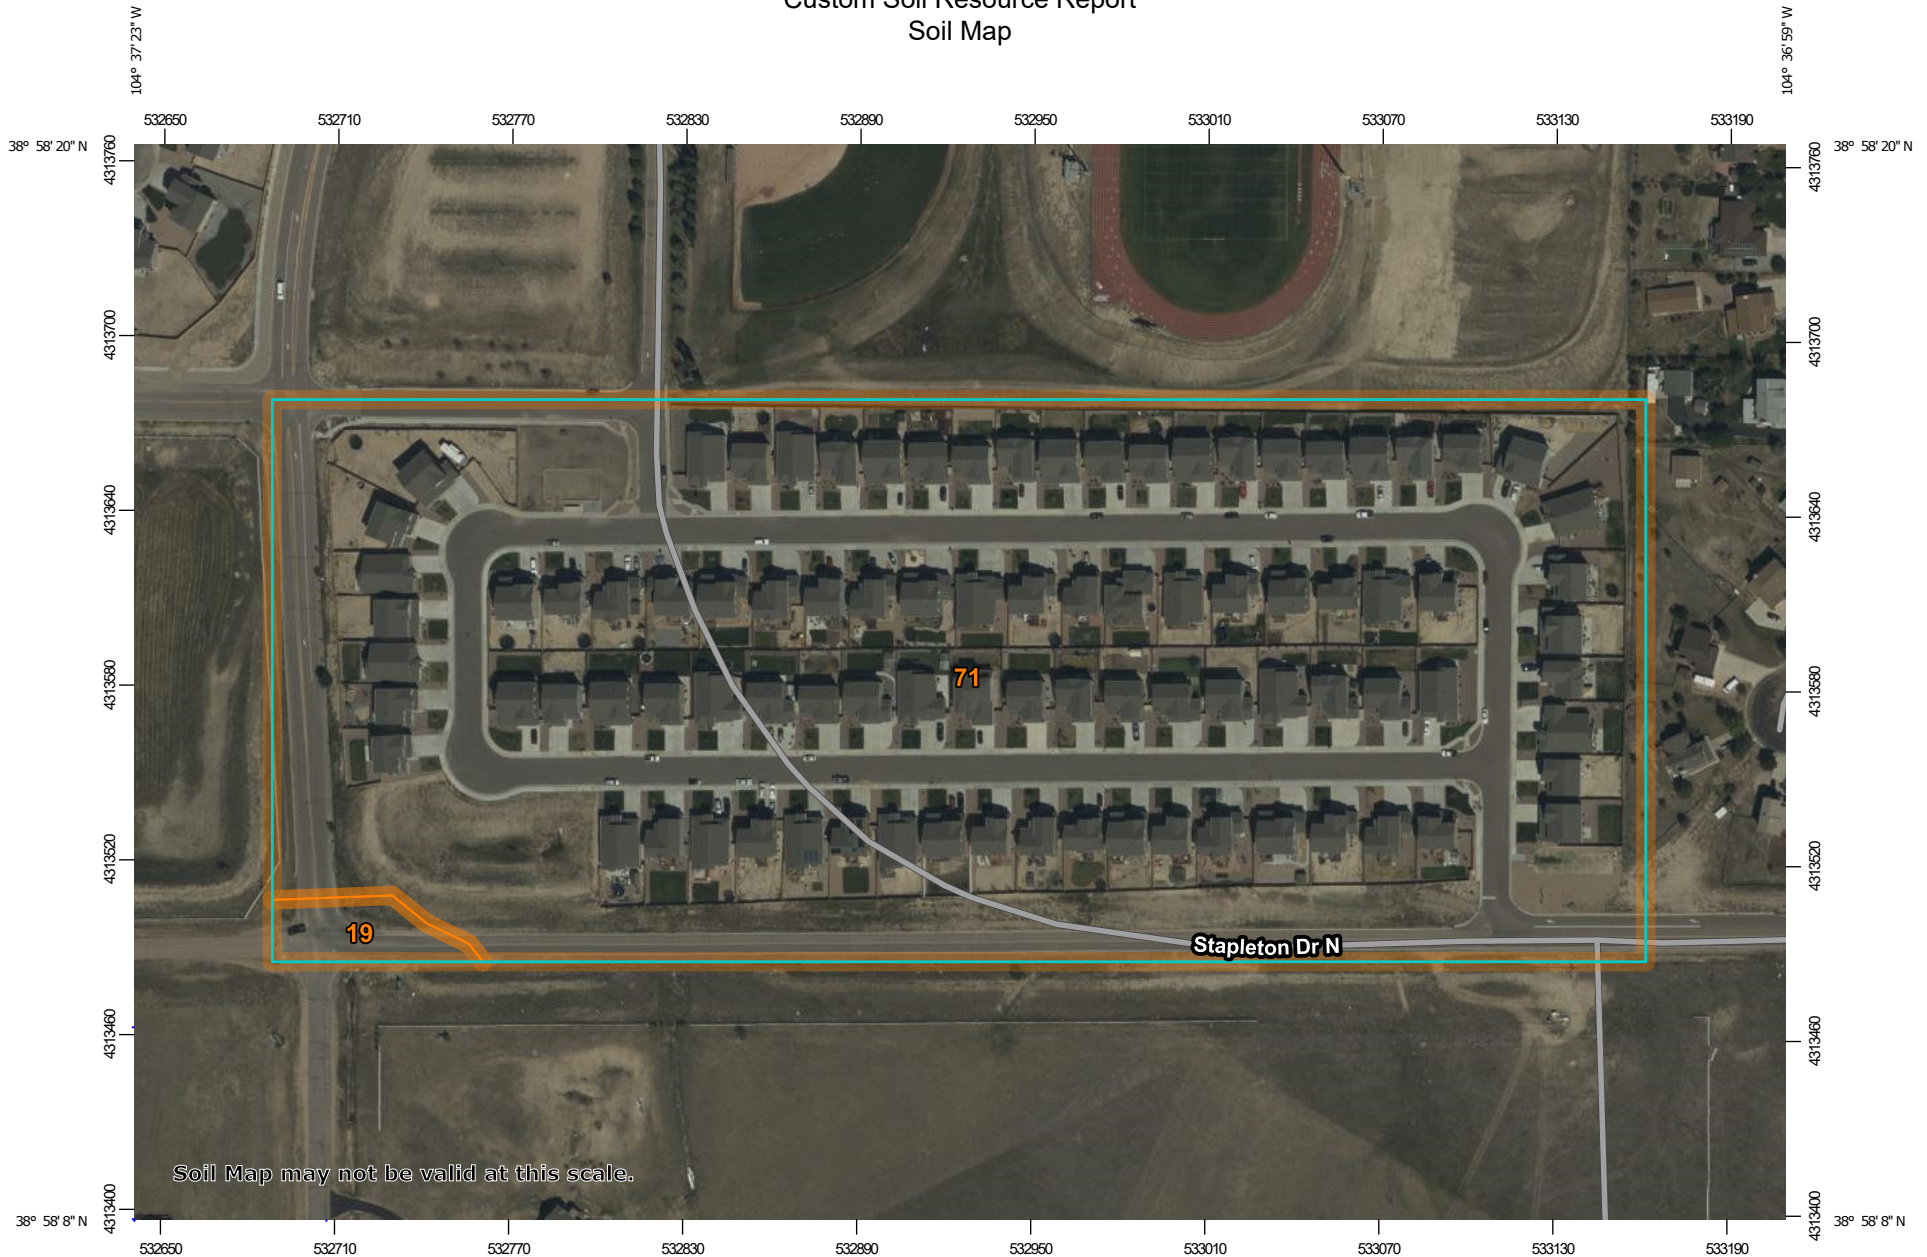 Custom Soil Resource Report
Soil Map
104° 37' 23" W
104° 36' 59" W
532650 532710 532770 532830 532890 532950 533010 533070 533130 533190
38° 58' 20" N
38° 58' 20" N
4313760
4313760
4313700
4313700
4313640
4313640
71
4313580
4313580
4313520
4313520
19
Stapleton Dr N
4313460
4313460
Soil Map may not be valid at this scale.
4313400
4313400
38° 58' 8" N
38° 58' 8" N
532650 532710 532770 532830 532890 532950 533010 533070 533130 533190